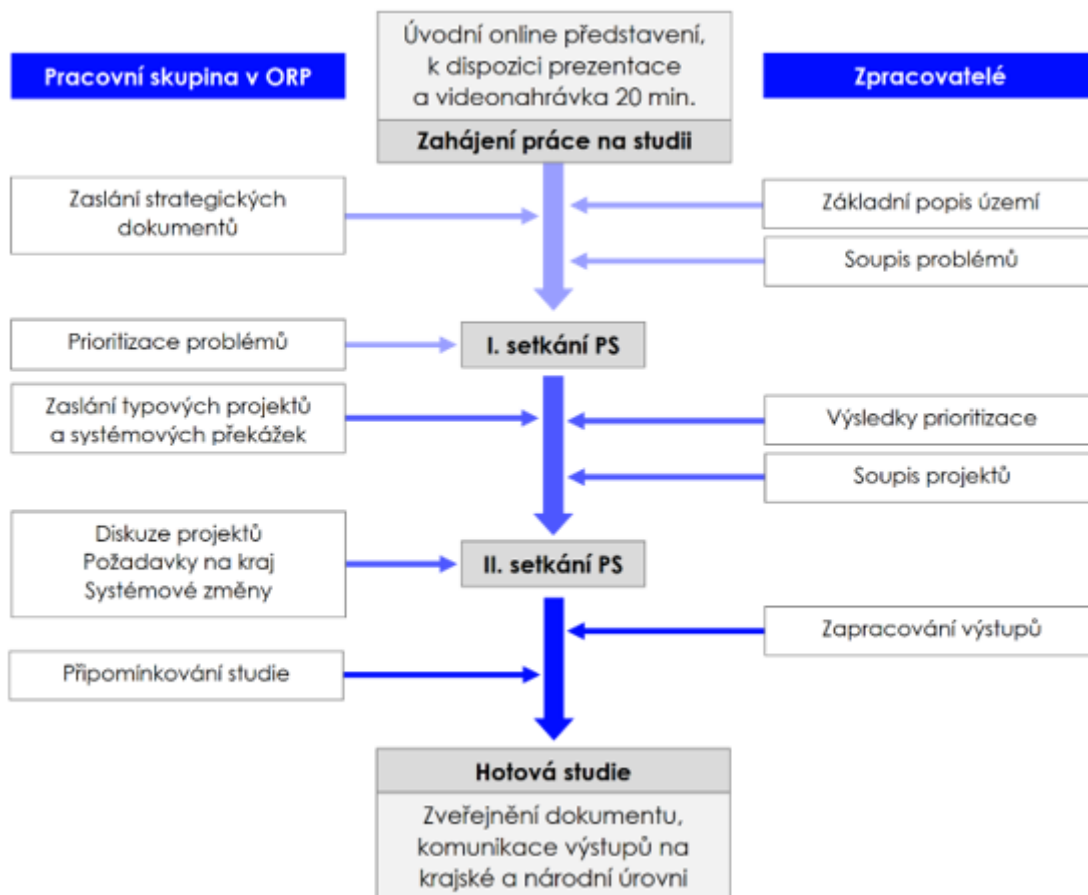 Úvodní online představení,
k dispozici prezentace
a videonahrávka 20 min.
Pracovní skupina v ORP
Zpracovatelé
Zahájení práce na studii
Zaslání strategických
dokumentů
Základní popis území
Soupis problémů
Prioritizace problémů
I. setkání PS
Zaslání typových projektů
a systémových překážek
Výsledky prioritizace
Soupis projektů
Diskuze projektů
Požadavky na kraj
Systémové změny
II. setkání PS
Zapracování výstupů
Připomínkování studie
Hotová studie
Zveřejnění dokumentu,
komunikace výstupů na
krajské a národní úrovni